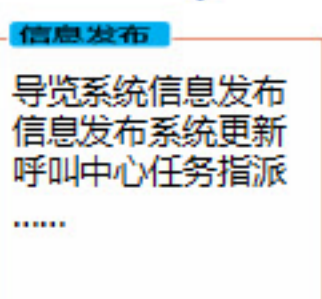 信息发布
导览系统信息发布
信息发布系统更新
呼叫中心任务指派
……